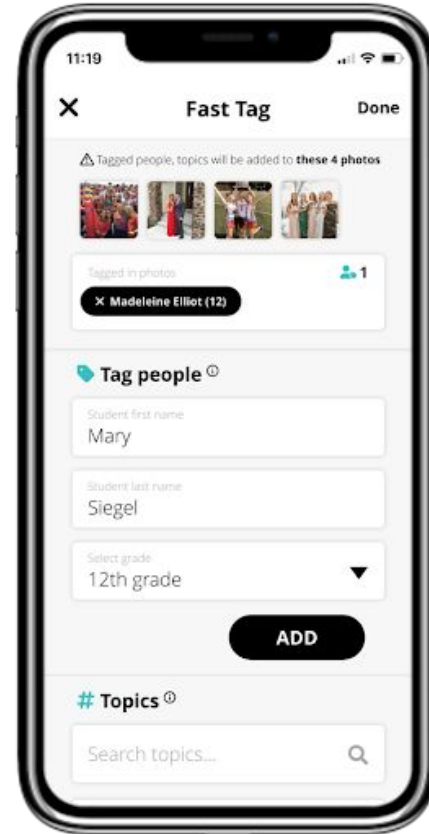 11:19
Fast Tag
Done
Tagged people, topics will be added to these 4 photos
Tagged in photos
1
× Madeleine Elliot (12)
Tag people
Student first name
Mary
Student last name
Siegel
Select grade
12th grade
ADD
# Topics
Search topics...